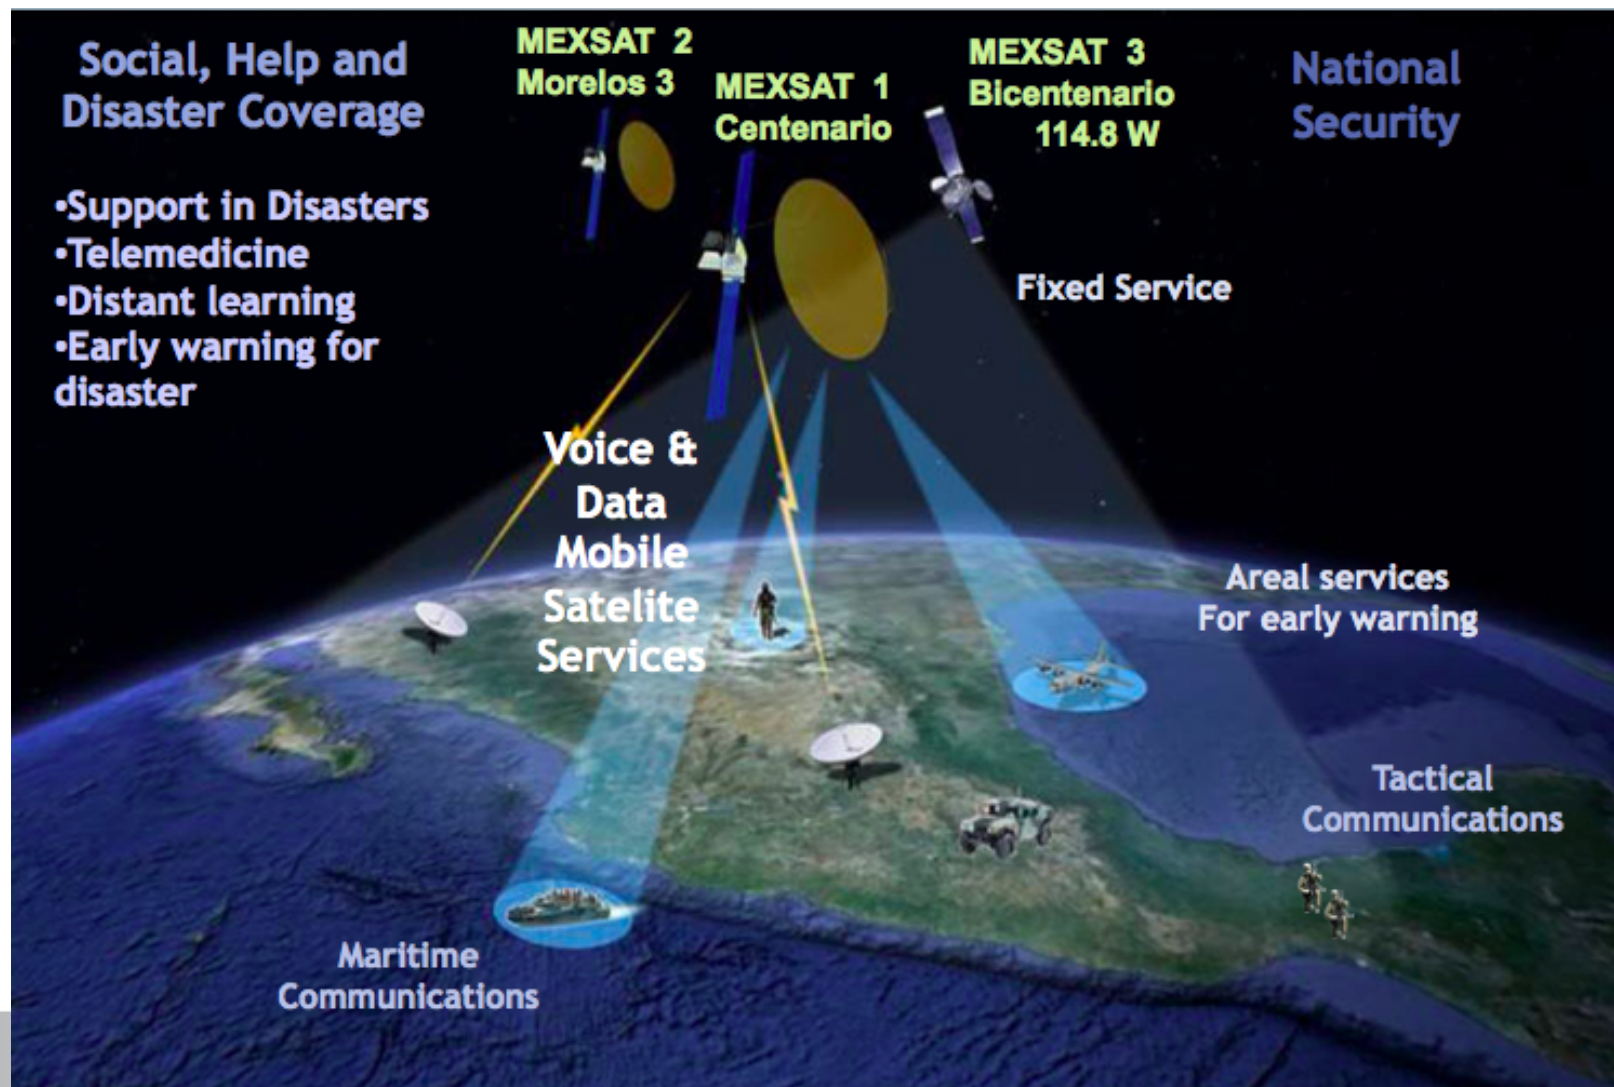 Social, Help and
Disaster Coverage
•Support in Disasters
•Telemedicine
•Distant learning
•Early warning for
disaster
MEXSAT 2
Morelos 3
MEXSAT 1
Centenario
MEXSAT 3
Bicentenario
114.8 W
National
Security
Fixed Service
Voice &
Data
Mobile
Satelite
Services
Areal services
For early warning
Tactical
Communications
Maritime
Communications